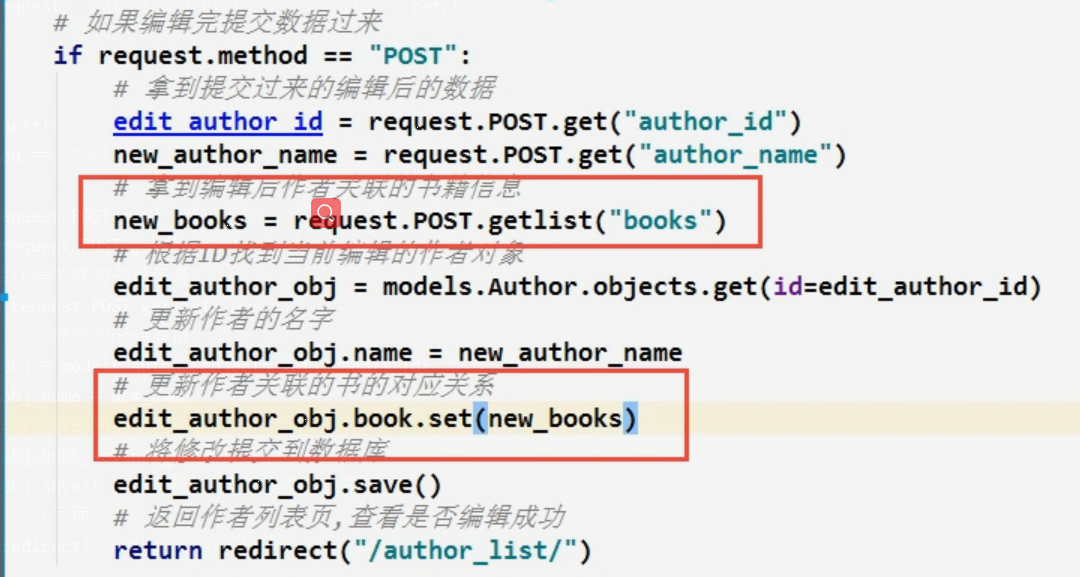 # 如果编辑完提交数据过来
if request.method == "POST":
# 拿到提交过来的编辑后的数据
edit_author_id = request.POST.get("author_id")
new_author_name = request.POST.get("author_name")
# 拿到编辑后作者关联的书籍信息
new_books = request.POST.getlist("books")
# 根据ID找到当前编辑的作者对象
edit_author_obj = models.Author.objects.get(id=edit_author_id)
# 更新作者的名字
edit_author_obj.name = new_author_name
# 更新作者关联的书的对应关系
edit_author_obj.book.set(new_books)
# 将修改提交到数据库
edit_author_obj.save()
# 返回作者列表页,查看是否编辑成功
return redirect("/author_list/")